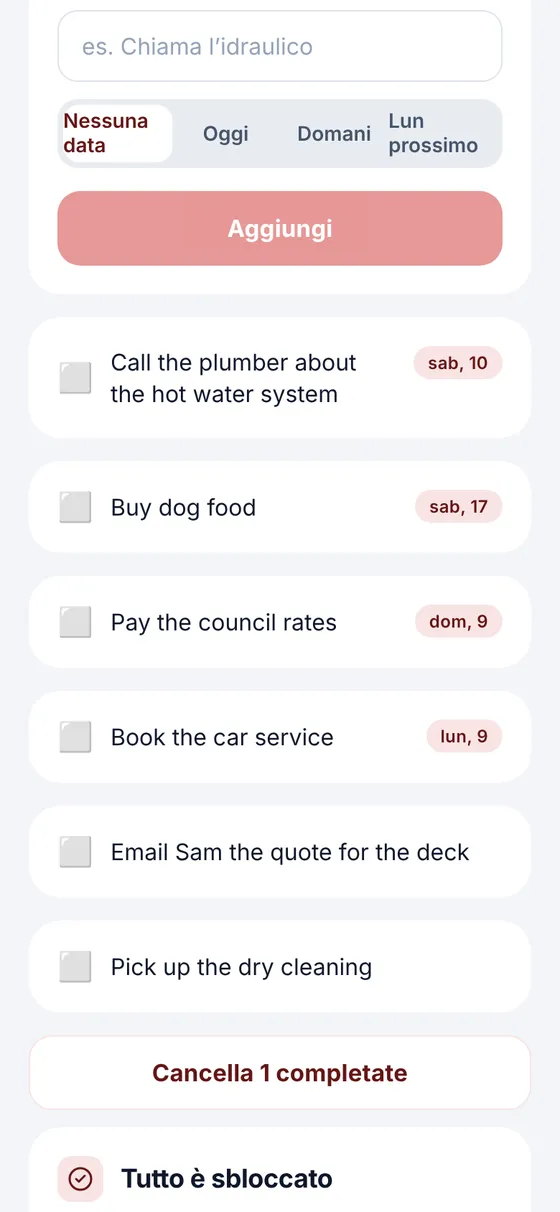 es. Chiama l’idraulico
Nessuna data
Oggi
Domani
Lun prossimo
Aggiungi
Call the plumber about
the hot water system
sab, 10
Buy dog food
sab, 17
Pay the council rates
dom, 9
Book the car service
lun, 9
Email Sam the quote for the deck
Pick up the dry cleaning
Cancella 1 completate
Tutto è sbloccato